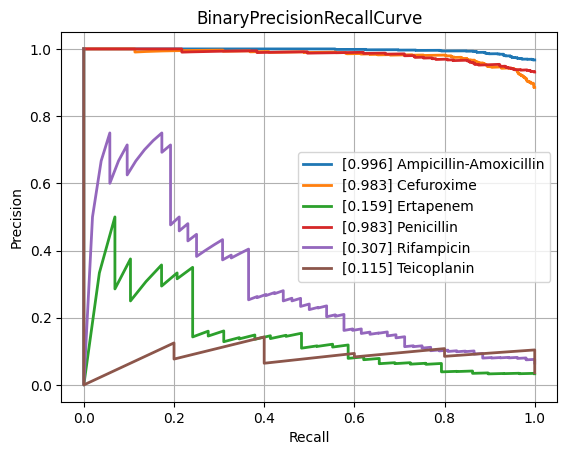 BinaryPrecisionRecallCurve
Precision
1.0
0.8
0.6
0.4
0.2
0.0
[0.996] Ampicillin-Amoxicillin
[0.983] Cefuroxime
[0.159] Ertapenem
[0.983] Penicillin
[0.307] Rifampicin
[0.115] Teicoplanin
0.0 0.2 0.4 0.6 0.8 1.0
Recall